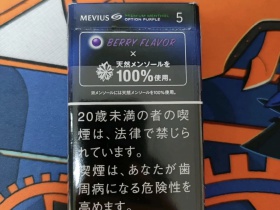 MEVIUS
OPTION PURPLE 5
BERRY FLAVOR
×
天然メンソールを
100%使用。
※メンソールには天然メンソールを100%使用。
20歳未満の者の喫
煙は、法律で禁じら
れています。
喫煙は、あなたが歯
周病になる危険性を
高めます。